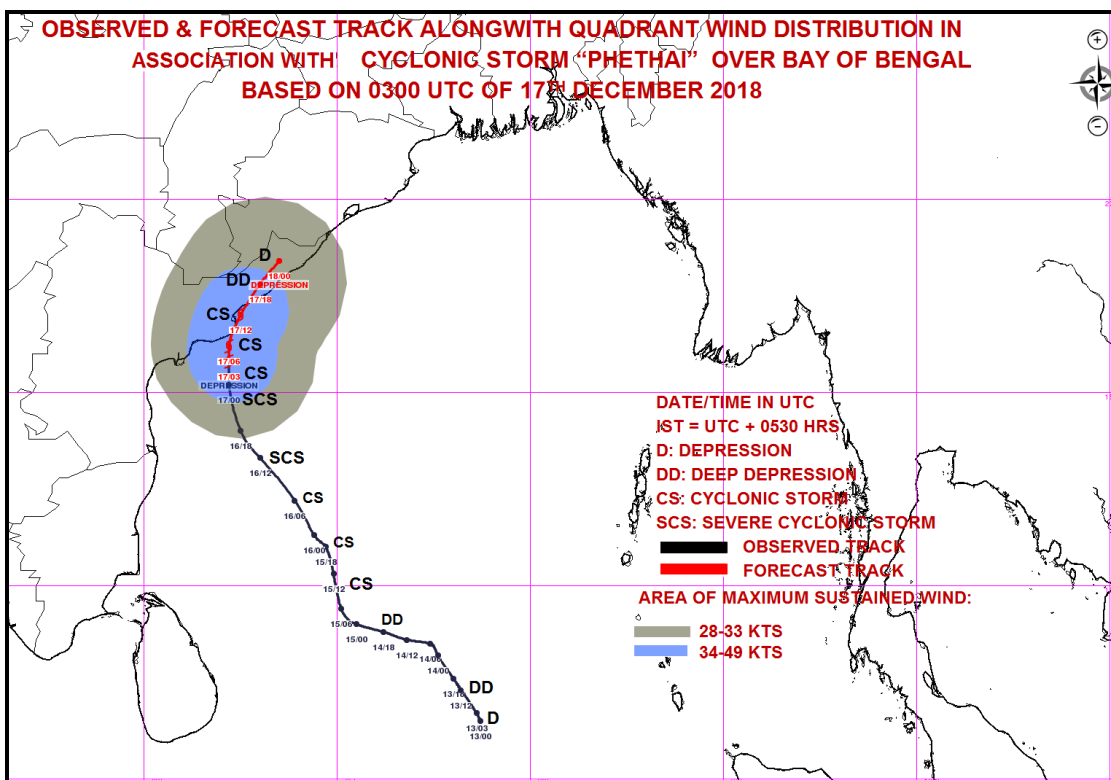 OBSERVED & FORECAST TRACK ALONGWITH QUADRANT WIND DISTRIBUTION IN
ASSOCIATION WITH' CYCLONIC STORM “PHETHAI” OVER BAY OF BENGAL
BASED ON 0300 UTC OF 17TH DECEMBER 2018
D
18/00
DD
DEPRESSION
17/18
CS
17/12
CS
17/06
17/03
CS
DEPRESSION
17/00
SCS
16/18
SCS
16/12
CS
16/06
16/00
CS
15/18
15/12
CS
15/06
15/00
DD
14/18
14/12
14/06
14/00
13/18
DD
13/12
D
13/03
13/00
DATE/TIME IN UTC
IST = UTC + 0530 HRS
D: DEPRESSION
DD: DEEP DEPRESSION
CS: CYCLONIC STORM
SCS: SEVERE CYCLONIC STORM
OBSERVED TRACK
FORECAST TRACK
AREA OF MAXIMUM SUSTAINED WIND:
28-33 KTS
34-49 KTS